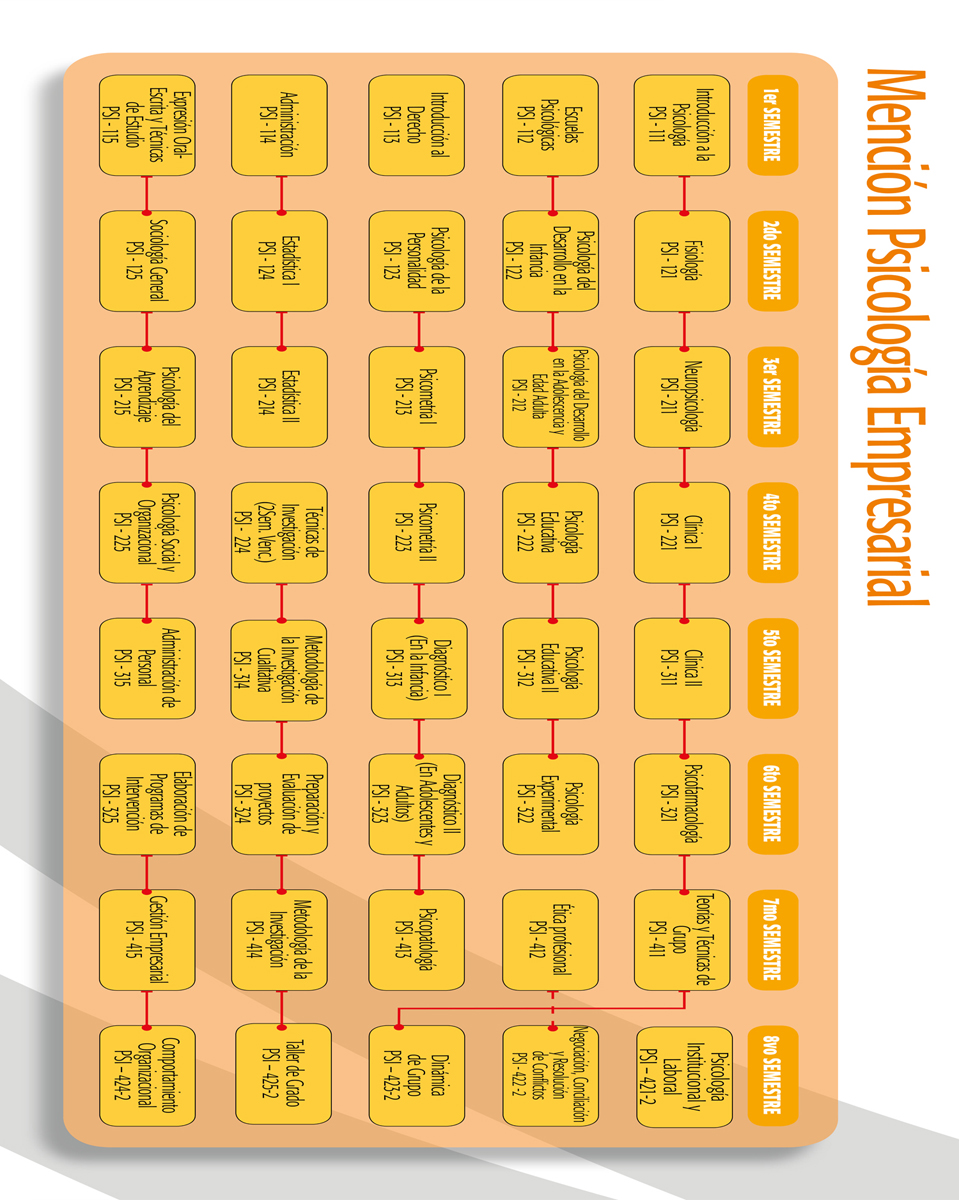 Mención Psicología Empresarial
1er SEMESTRE
Introducción a la
Psicología
PSI - 111
Escuelas
Psicologicas
PSI - 112
Introducción al
Derecho
PSI - 113
Administración
PSI - 114
Expresión Oral-
Escrita y Técnicas
de Estudio
PSI - 115
2do SEMESTRE
Fisiología
PSI - 121
Psicología del
Desarrollo en la
Infancia
PSI - 122
Psicología de la
Personalidad
PSI - 123
Estadística I
PSI - 124
Sociología General
PSI - 125
3er SEMESTRE
Neuropsicología
PSI - 211
Psicología del Desarrollo
en la Adolescencia y
Edad Adulta
PSI - 212
Psicometría I
PSI - 213
Estadística II
PSI - 214
Psicología del
Aprendizaje
PSI - 215
4to SEMESTRE
Clínica I
PSI - 221
Psicología
Educativa
PSI - 222
Psicometría II
PSI - 223
Técnicas de
Investigación
(2Sem. Venc.)
PSI - 224
Psicología Social y
Organizacional
PSI - 225
5to SEMESTRE
Clínica II
PSI - 311
Psicología
Educativa II
PSI - 312
Diagnóstico I
(En la Infancia)
PSI - 313
Metodología de
la Investigación
Cualitativa
PSI - 314
Administración de
Personal
PSI - 315
6to SEMESTRE
Psicofarmacología
PSI - 321
Psicología
Experimental
PSI - 322
Diagnóstico II
(En Adolescentes y
Adultos)
PSI - 323
Preparación y
Evaluación de
proyectos
PSI - 324
Elaboración de
Programas de
Intervención
PSI - 325
7mo SEMESTRE
Teorías y Técnicas de
Grupo
PSI - 411
Ética profesional
PSI - 412
Psicopatología
PSI - 413
Metodología de la
Investigación
PSI - 414
Gestión Empresarial
PSI - 415
8vo SEMESTRE
Psicología
Institucional y
Laboral
PSI – 421-2
Negociación, Conciliación
y Resolución
de Conflictos
PSI - 422 -2
Dinámica
de Grupo
PSI – 423-2
Taller de Grado
PSI – 425-2
Comportamiento
Organizacional
PSI – 424-2